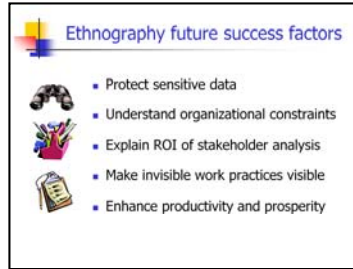 Ethnography future success factors
Protect sensitive data
Understand organizational constraints
Explain ROI of stakeholder analysis
Make invisible work practices visible
Enhance productivity and prosperity